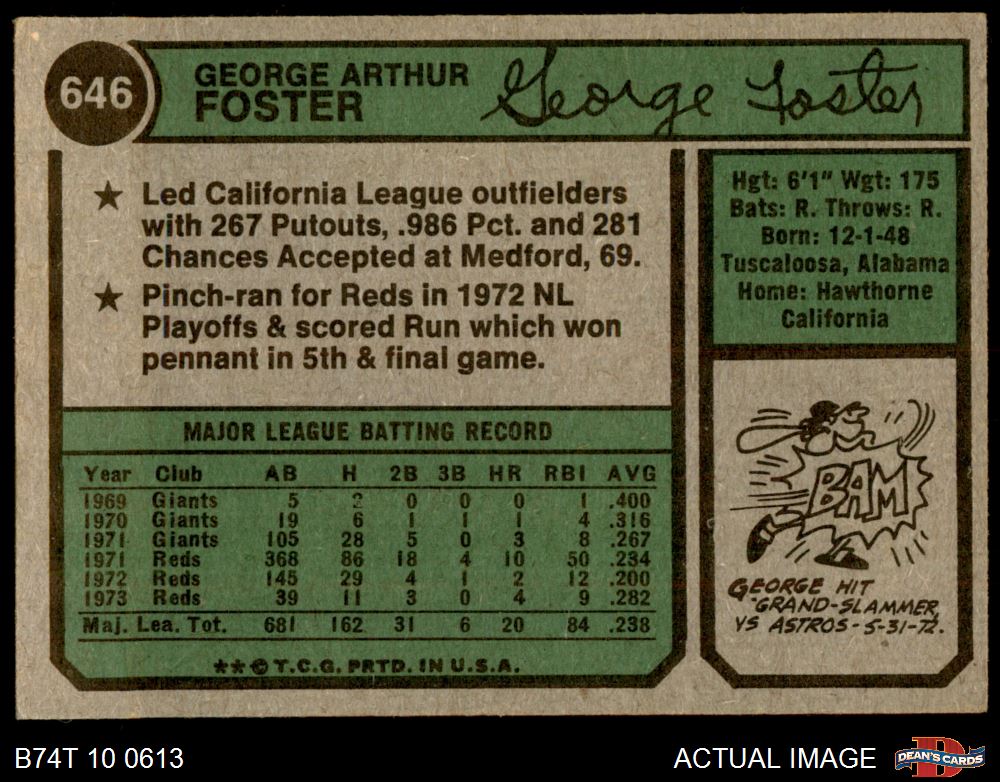 646
GEORGE ARTHUR
FOSTER
George Foster
★ Led California League outfielders
with 267 Putouts, .986 Pct. and 281
Chances Accepted at Medford, 69.
★ Pinch-ran for Reds in 1972 NL
Playoffs & scored Run which won
pennant in 5th & final game.
Hgt: 6'1" Wgt: 175
Bats: R. Throws: R.
Born: 12-1-48
Tuscaloosa, Alabama
Home: Hawthorne
California
MAJOR LEAGUE BATTING RECORD
Year Club AB H 2B 3B HR RBI AVG
1969 Giants 5 2 0 0 0 1 .400
1970 Giants 19 6 1 1 1 4 .316
1971 Giants 105 28 5 0 3 8 .267
1971 Reds 368 86 18 4 10 50 .234
1972 Reds 145 29 4 1 2 12 .200
1973 Reds 39 11 3 0 4 9 .282
Maj. Lea. Tot. 681 162 31 6 20 84 .238
**© T.C.G. PRTD. IN U.S.A.
BAM
GEORGE HIT
GRAND-SLAMMER
VS ASTROS-5-31-72.
B74T 10 0613
ACTUAL IMAGE
D
DEAN'S CARDS